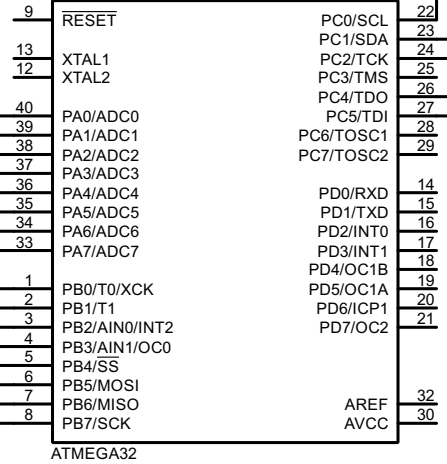 9 RESET PC0/SCL 22
PC1/SDA 23
13 XTAL1 PC2/TCK 24
12 XTAL2 PC3/TMS 25
PC4/TDO 26
40 PA0/ADC0 PC5/TDI 27
39 PA1/ADC1 PC6/TOSC1 28
38 PA2/ADC2 PC7/TOSC2 29
37 PA3/ADC3
36 PA4/ADC4 PD0/RXD 14
35 PA5/ADC5 PD1/TXD 15
34 PA6/ADC6 PD2/INT0 16
33 PA7/ADC7 PD3/INT1 17
PD4/OC1B 18
1 PB0/T0/XCK PD5/OC1A 19
2 PB1/T1 PD6/ICP1 20
3 PB2/AIN0/INT2 PD7/OC2 21
4 PB3/AIN1/OC0
5 PB4/SS
6 PB5/MOSI
7 PB6/MISO AREF 32
8 PB7/SCK AVCC 30
ATMEGA32